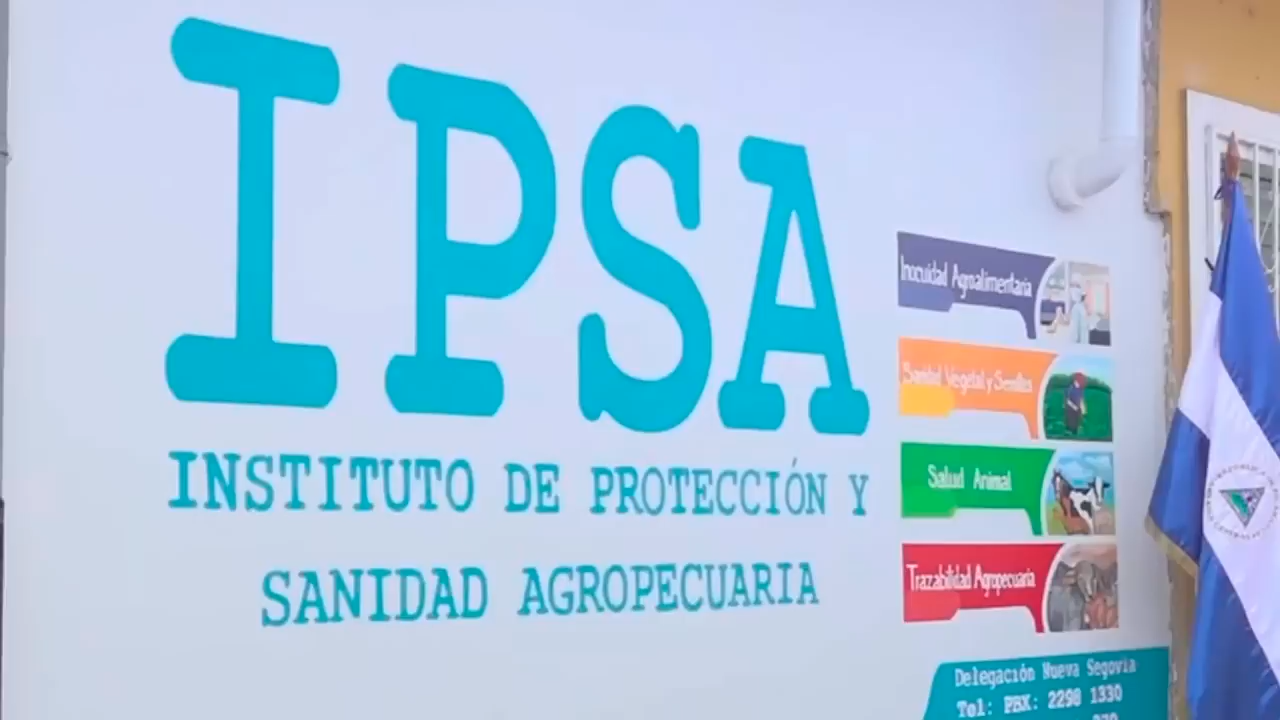 IPSA
INSTITUTO DE PROTECCIÓN Y
SANIDAD AGROPECUARIA
Inocuidad Agroalimentaria
Sanidad Vegetal y Semillas
Salud Animal
Trazabilidad Agropecuaria
Delegación Nueva Segovia
Tel: PBX: 2298 1330